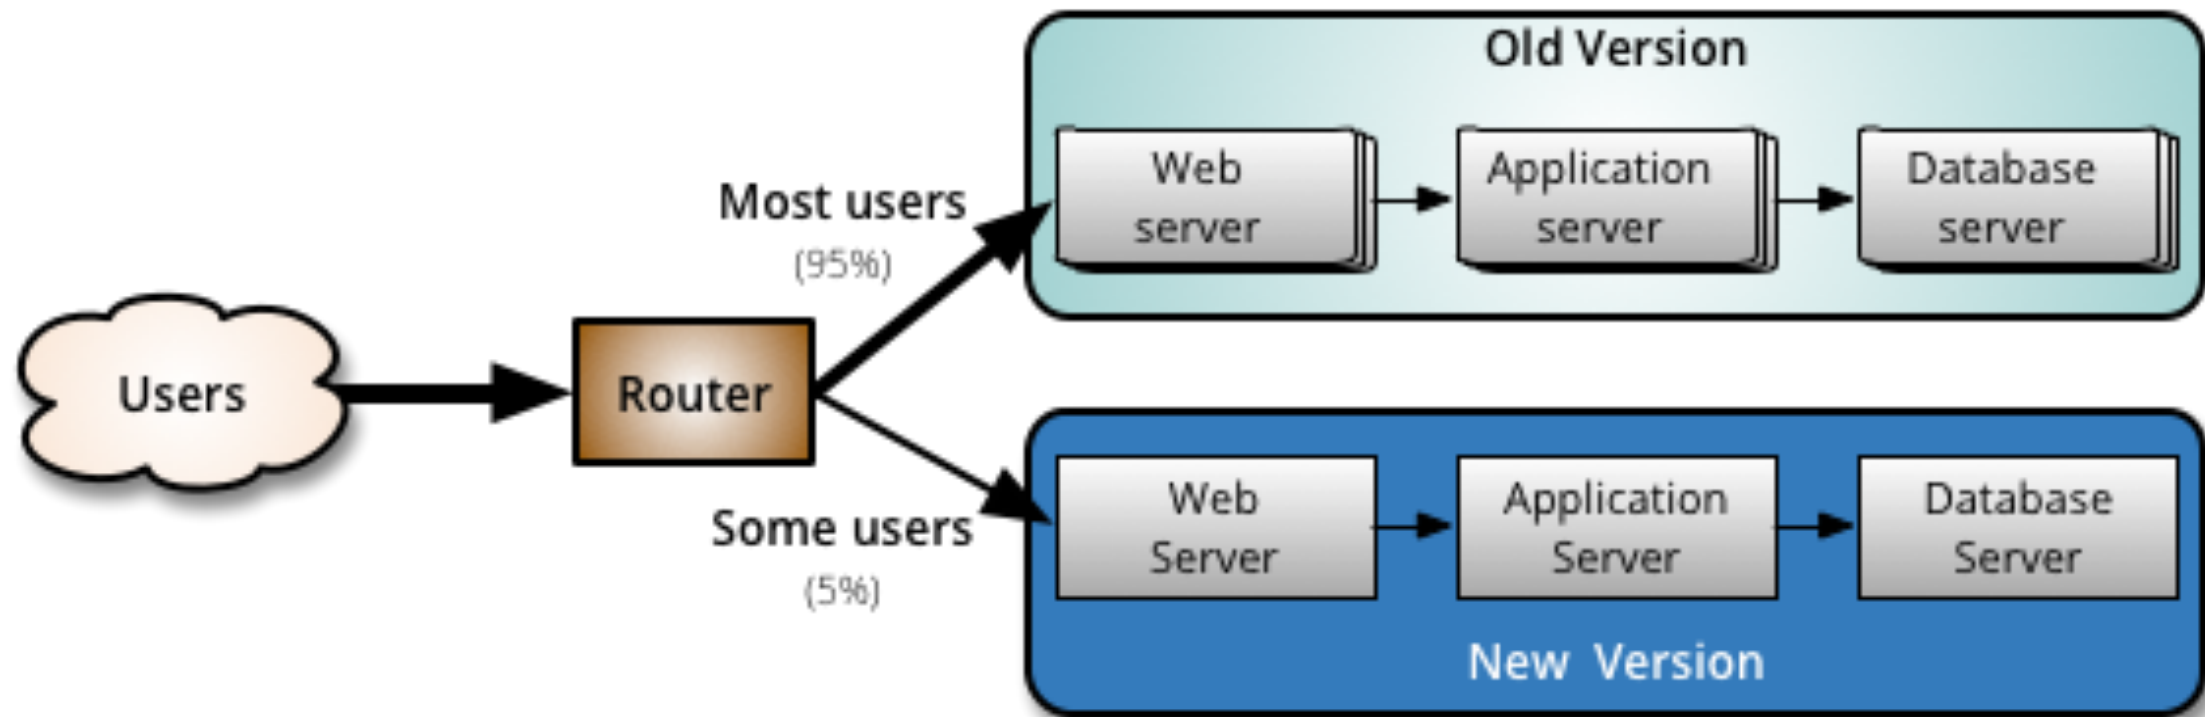 Old Version
Web
server
Application
server
Database
server
Most users
(95%)
Users
Router
Some users
(5%)
Web
Server
Application
Server
Database
Server
New Version